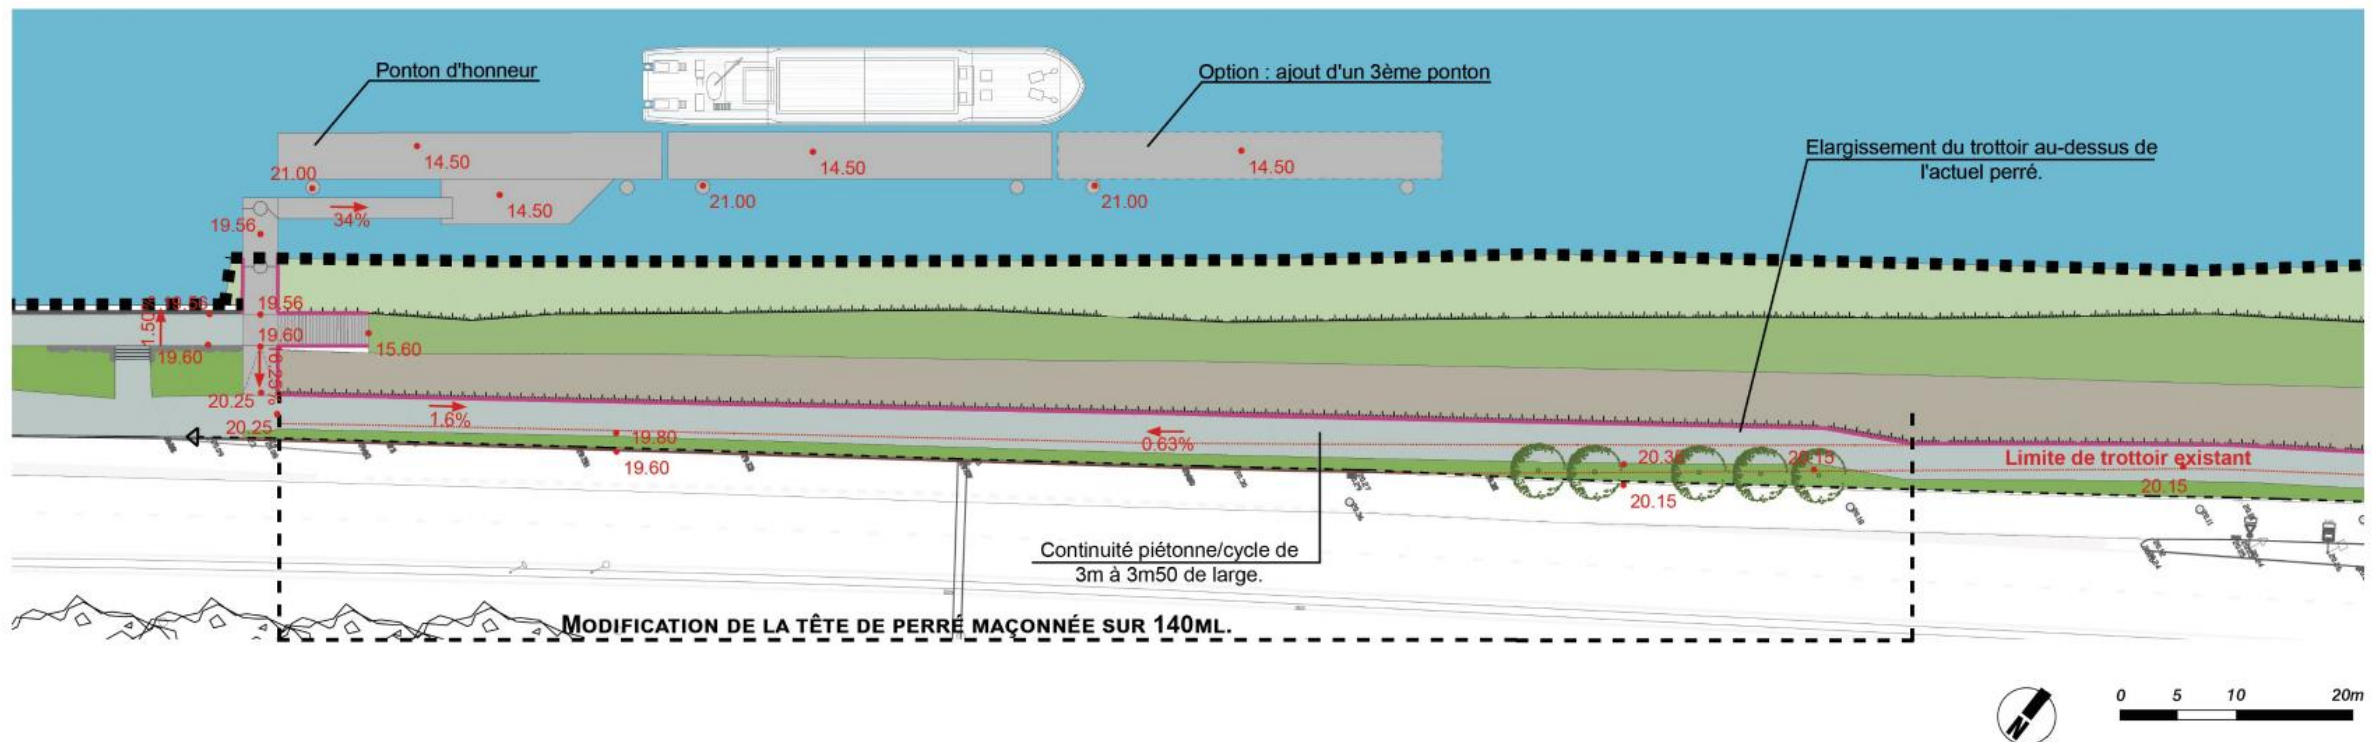 Ponton d'honneur
Option : ajout d'un 3ème ponton
Elargissement du trottoir au-dessus de
l'actuel perré.
14.50
14.50
14.50
21.00
21.00
21.00
14.50
34%
19.56
19.56
19.56
1.50%
19.60
19.60
15.60
6.25%
20.25
20.25
1.6%
19.80
19.60
0.63%
20.15
20.15
Limite de trottoir existant
20.15
Continuité piétonne/cycle de
3m à 3m50 de large.
MODIFICATION DE LA TÊTE DE PERRÉ MAÇONNÉE SUR 140ML.
N
0 5 10 20m